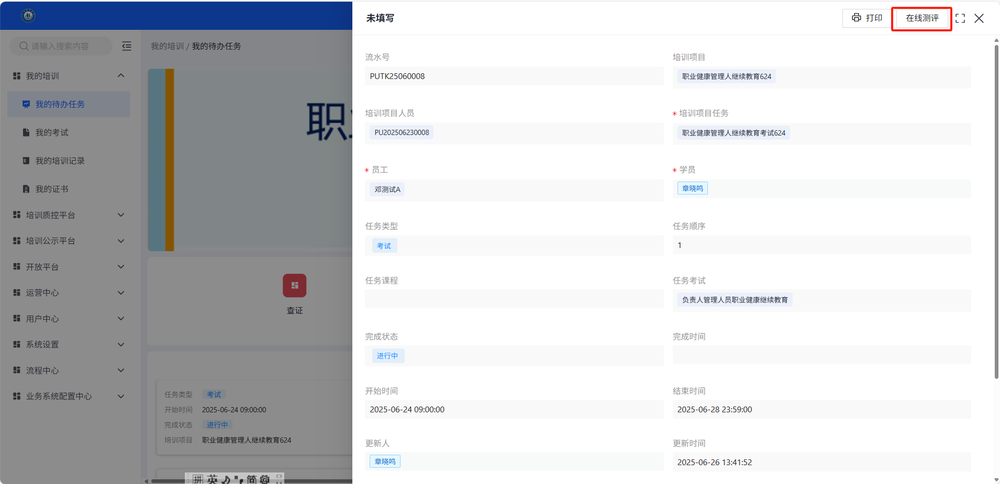 未填写
打印
在线测评
请输入搜索内容
我的培训 / 我的待办任务
我的培训
我的待办任务
我的考试
我的培训记录
我的证书
培训质控平台
培训公示平台
开放平台
运营中心
用户中心
系统设置
流程中心
业务系统配置中心
职
查证
任务类型 考试
开始时间 2025-06-24 09:00:00
完成状态 进行中
培训项目 职业健康管理人继续教育624
拼 英 简
流水号
PUTK25060008
培训项目
职业健康管理人继续教育624
培训项目人员
PU202506230008
* 培训项目任务
职业健康管理人继续教育考试624
* 员工
邓测试A
* 学员
章晓鸣
任务类型
考试
任务顺序
1
任务课程
任务考试
负责人管理人员职业健康继续教育
完成状态
进行中
完成时间
开始时间
2025-06-24 09:00:00
结束时间
2025-06-28 23:59:00
更新人
章晓鸣
更新时间
2025-06-26 13:41:52